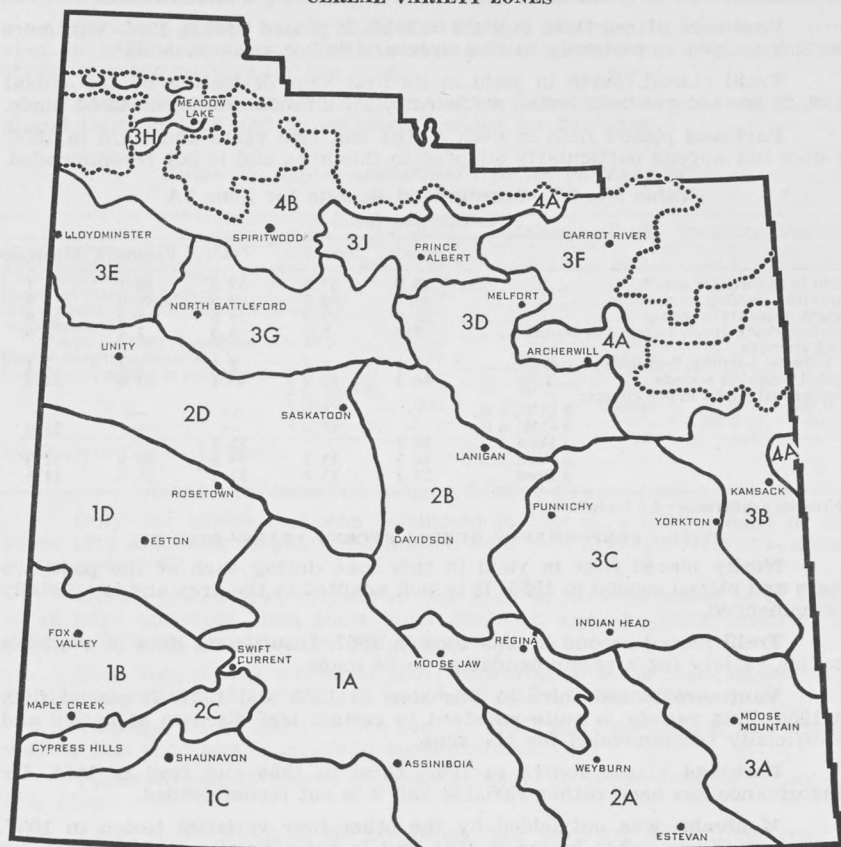 CEREAL VARIETY ZONES
MEADOW
LAKE
3H
4B
4A
LLOYDMINSTER
SPIRITWOOD
3J
PRINCE
ALBERT
CARROT RIVER
3F
3E
NORTH BATTLEFORD
MELFORT
3D
3G
4A
UNITY
ARCHERWILL
2D
SASKATOON
LANIGAN
4A
KAMSACK
ROSETOWN
2B
PUNNICHY
YORKTON
3B
1D
ESTON
DAVIDSON
3C
FOX
VALLEY
INDIAN HEAD
REGINA
SWIFT
CURRENT
MOOSE JAW
1B
1A
MAPLE CREEK
2C
MOOSE
MOUNTAIN
CYPRESS HILLS
SHAUNAVON
ASSINIBOIA
WEYBURN
3A
1C
2A
ESTEVAN